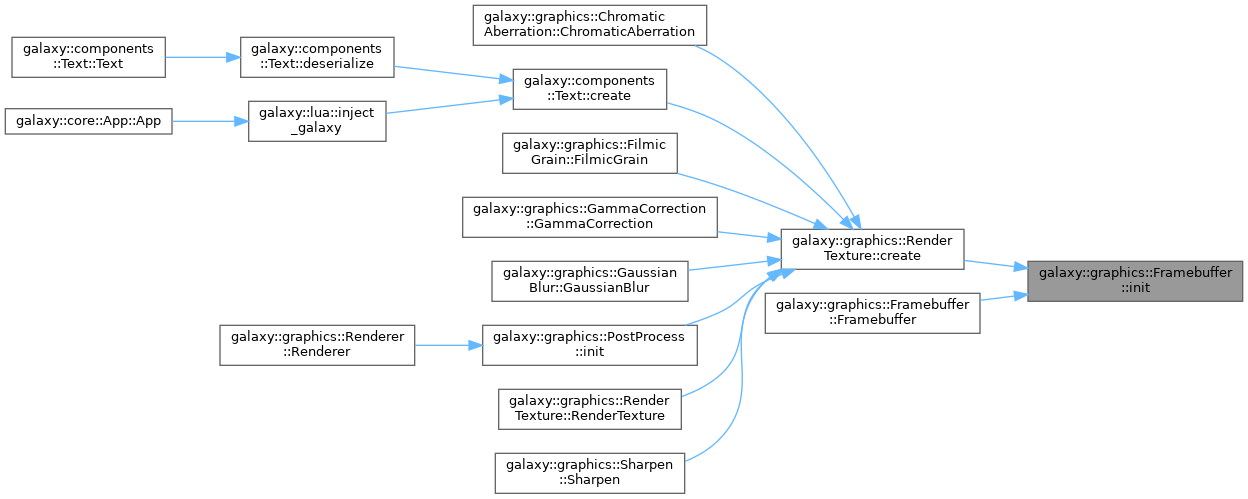 galaxy::graphics::Chromatic
Aberration::ChromaticAberration
galaxy::components
::Text::Text
galaxy::components
::Text::deserialize
galaxy::components
::Text::create
galaxy::core::App::App
galaxy::lua::inject
_galaxy
galaxy::graphics::Filmic
Grain::FilmicGrain
galaxy::graphics::GammaCorrection
::GammaCorrection
galaxy::graphics::Render
Texture::create
galaxy::graphics::Framebuffer
::init
galaxy::graphics::Gaussian
Blur::GaussianBlur
galaxy::graphics::Framebuffer
::Framebuffer
galaxy::graphics::Renderer
::Renderer
galaxy::graphics::PostProcess
::init
galaxy::graphics::Render
Texture::RenderTexture
galaxy::graphics::Sharpen
::Sharpen